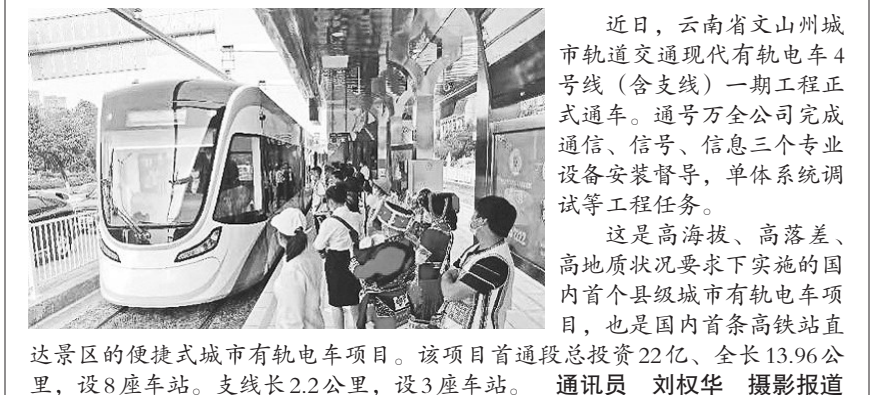 近日，云南省文山州城
市轨道交通现代有轨电车4
号线（含支线）一期工程正
式通车。通号万全公司完成
通信、信号、信息三个专业
设备安装督导，单体系统调
试等工程任务。
这是高海拔、高落差、
高地质状况要求下实施的国
内首个县级城市有轨电车项
目，也是国内首条高铁站直
达景区的便捷式城市有轨电车项目。该项目首通段总投资22亿、全长13.96公
里，设8座车站。支线长2.2公里，设3座车站。 通讯员 刘权华 摄影报道